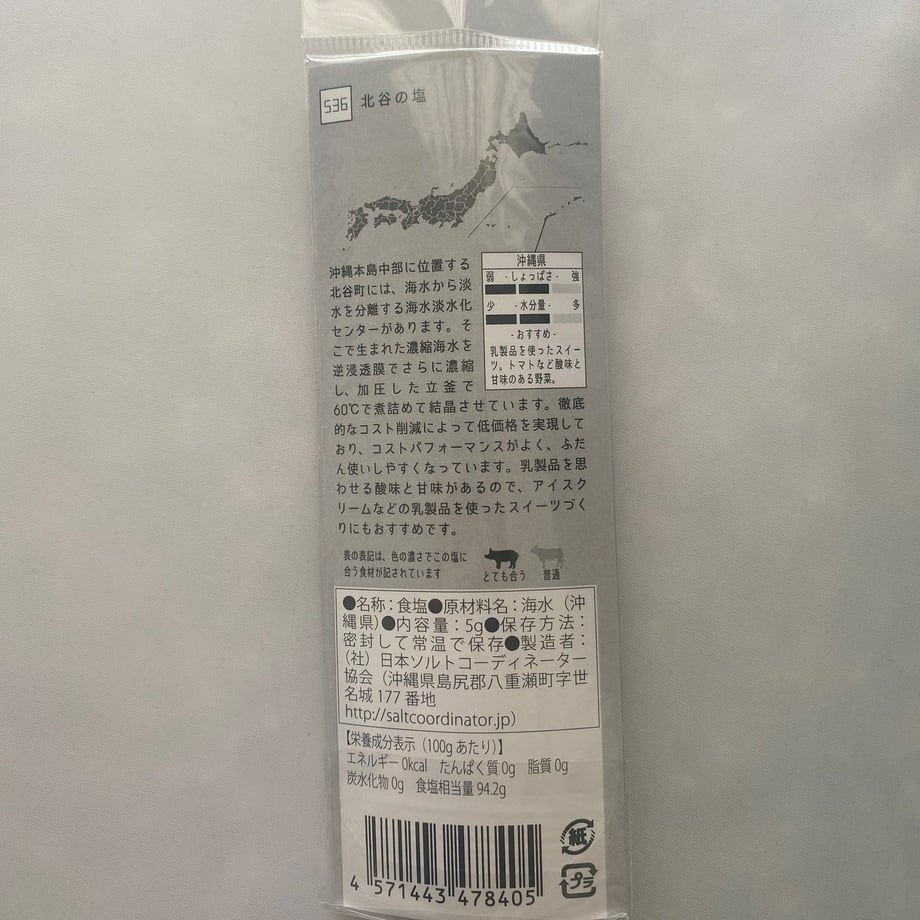 536 北谷の塩
沖縄本島中部に位置する
北谷町には、海水から淡
水を分離する海水淡水化
センターがあります。そ
こで生まれた濃縮海水を
逆浸透膜でさらに濃縮
し、加圧した立釜で
60℃で煮詰めて結晶させています。徹底
的なコスト削減によって低価格を実現して
おり、コストパフォーマンスがよく、ふだ
ん使いしやすくなっています。乳製品を思
わせる酸味と甘味があるので、アイスク
リームなどの乳製品を使ったスイーツづく
りにもおすすめです。
沖縄県
弱 -しょっぱさ- 強
少 -水分量- 多
-おすすめ-
乳製品を使ったスイー
ツ。トマトなど酸味と
甘味のある野菜。
表の表記は、色の濃さでこの塩に
合う食材が記されています
とても合う 普通
●名称：食塩●原材料名：海水（沖
縄県)●内容量：5g●保存方法：
密封して常温で保存●製造者：
（社）日本ソルトコーディネーター
協会（沖縄県島尻郡八重瀬町字世
名城 177 番地
http://saltcoordinator.jp）
【栄養成分表示（100gあたり）】
エネルギー 0kcal たんぱく質 0g 脂質 0g
炭水化物 0g 食塩相当量 94.2g
紙
プラ
4 571443 478405